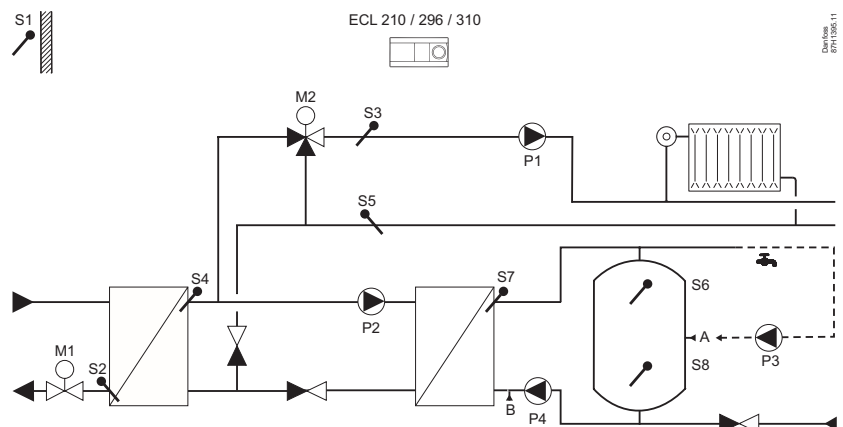 S1
ECL 210 / 296 / 310
Danfoss
87H1395.11
M2
S3
P1
S5
S4
S7
S6
P2
A
P3
M1
S2
S8
B
P4